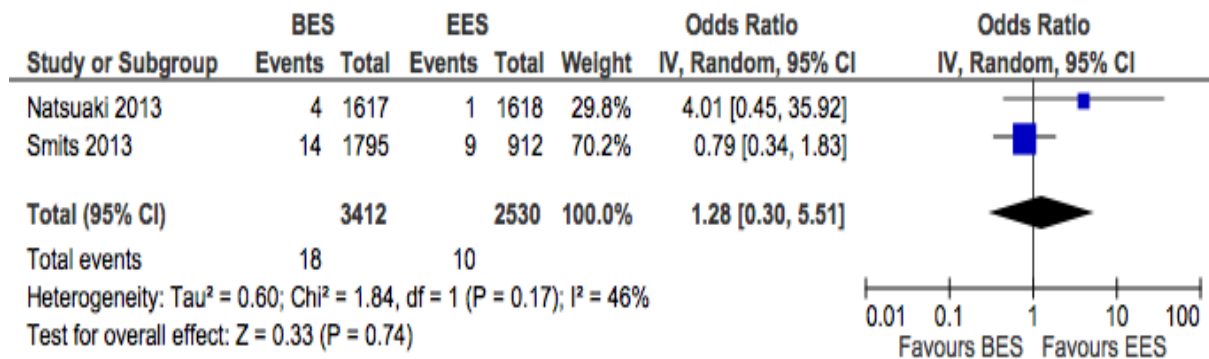 BES EES Odds Ratio Odds Ratio
Study or Subgroup Events Total Events Total Weight IV, Random, 95% CI IV, Random, 95% CI
Natsuaki 2013 4 1617 1 1618 29.8% 4.01 [0.45, 35.92]
Smits 2013 14 1795 9 912 70.2% 0.79 [0.34, 1.83]
Total (95% CI) 3412 2530 100.0% 1.28 [0.30, 5.51]
Total events 18 10
Heterogeneity: Tau² = 0.60; Chi² = 1.84, df = 1 (P = 0.17); I² = 46%
Test for overall effect: Z = 0.33 (P = 0.74)
0.01 0.1 1 10 100
Favours BES Favours EES